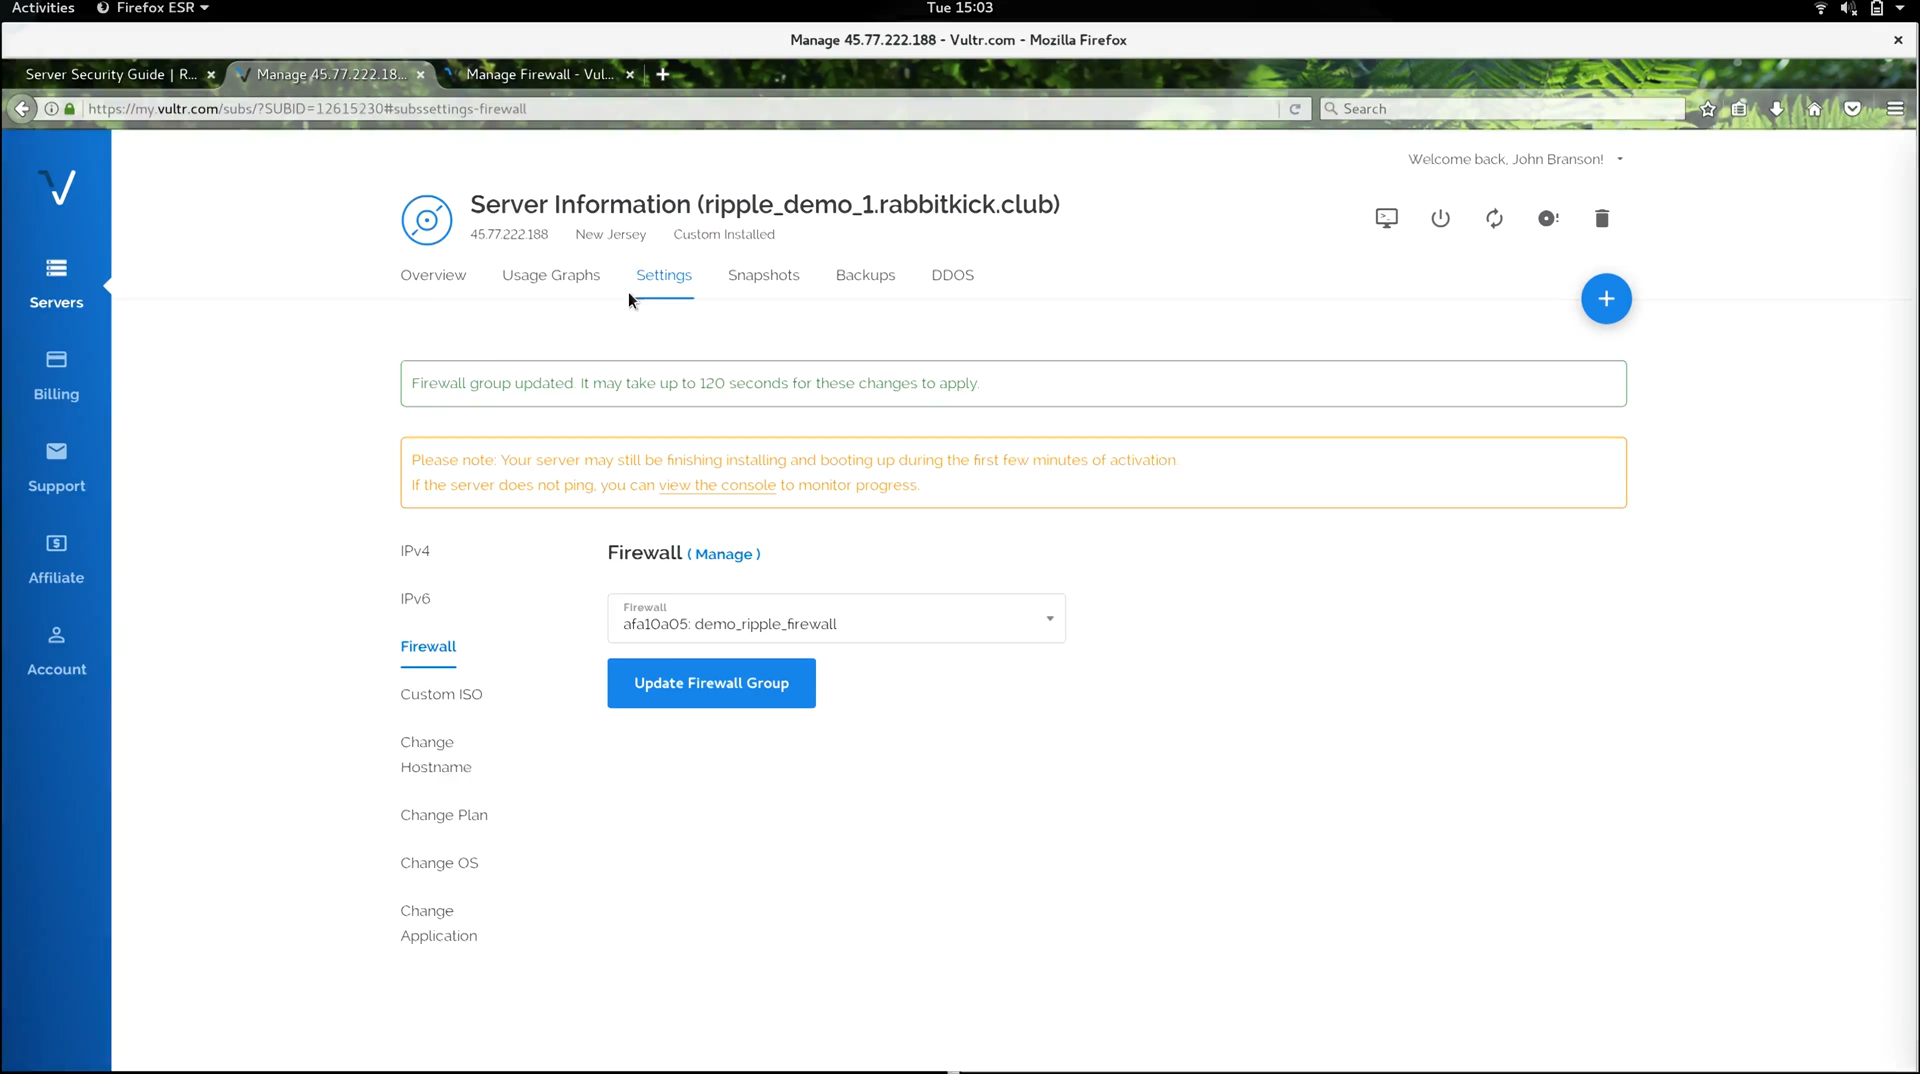 Activities
Firefox ESR
Tue 15:03
Manage 45.77.222.188 - Vultr.com - Mozilla Firefox
Server Security Guide | R...
Manage 45.77.222.18...
Manage Firewall - Vul...
https://my.vultr.com/subs/?SUBID=12615230#subssettings-firewall
Search
Welcome back, John Branson!
Server Information (ripple_demo_1.rabbitkick.club)
45.77.222.188 New Jersey Custom Installed
Overview Usage Graphs Settings Snapshots Backups DDOS
Servers
Billing
Support
Affiliate
Account
Firewall group updated. It may take up to 120 seconds for these changes to apply.
Please note: Your server may still be finishing installing and booting up during the first few minutes of activation.
If the server does not ping, you can view the console to monitor progress.
IPv4
IPv6
Firewall
Custom ISO
Change
Hostname
Change Plan
Change OS
Change
Application
Firewall ( Manage )
Firewall
afa10a05: demo_ripple_firewall
Update Firewall Group